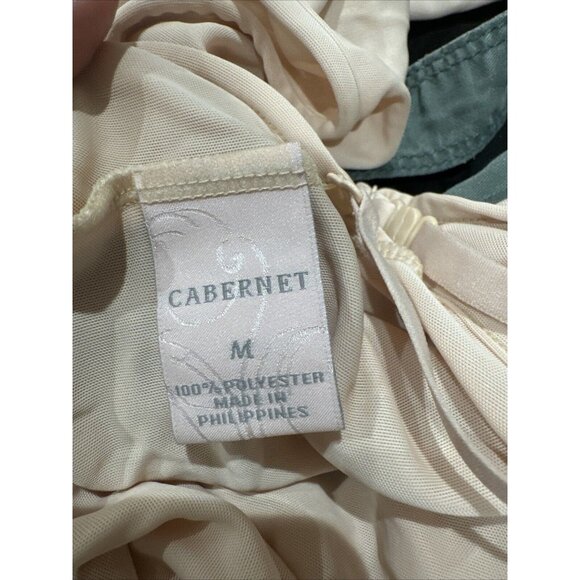 CABERNET
M
100% POLYESTER
MADE IN
PHILIPPINES